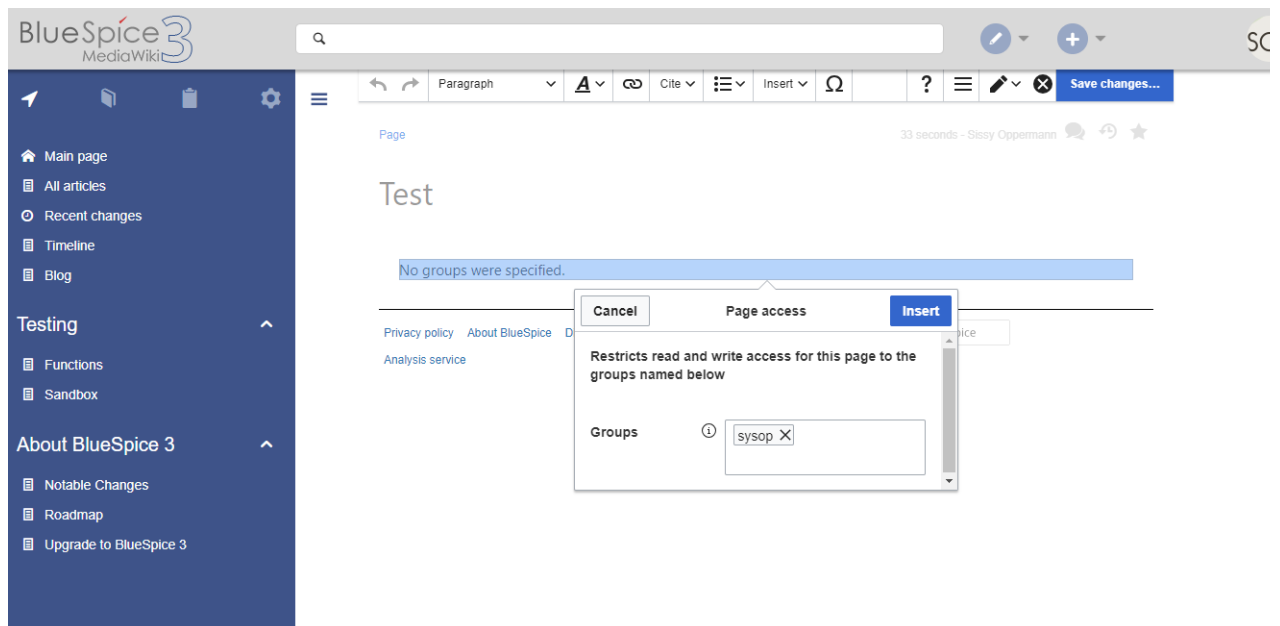 BlueSpice 3
MediaWiki
SO
Paragraph
A
Cite
Insert
Ω
?
Save changes...
Main page
All articles
Recent changes
Timeline
Blog
Testing
Functions
Sandbox
About BlueSpice 3
Notable Changes
Roadmap
Upgrade to BlueSpice 3
Page
33 seconds - Sissy Oppermann
Test
No groups were specified.
Cancel
Page access
Insert
Restricts read and write access for this page to the
groups named below
Groups
sysop
Privacy policy
About BlueSpice
D
Analysis service